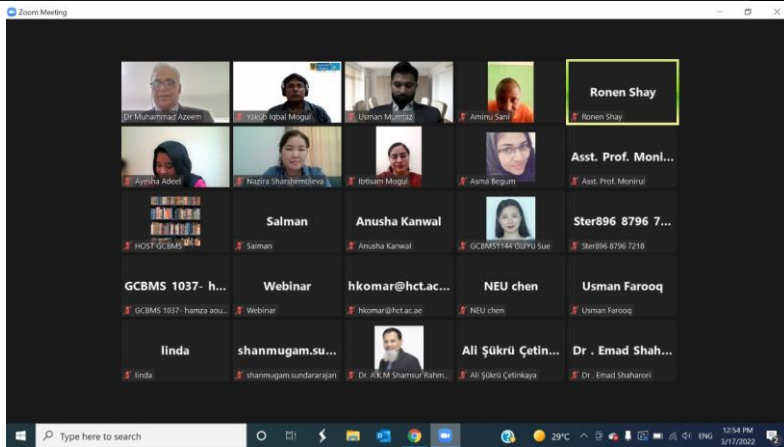 Zoom Meeting
Dr Muhammad Azeem
Yakub Iqbal Mogul
Usman Mumtaz
Aminu Sani
Ronen Shay
Ronen Shay
Ayesha Adeel
Nazira Sharshembieva
Ibtisam Mogul
Asma Begum
Asst. Prof. Moni...
Asst. Prof. Monirul
HOST GCBMS
Salman
Salman
Anusha Kanwal
Anusha Kanwal
GCBMS1144 GuiYu Sue
Ster896 8796 7...
Ster896 8796 7218
GCBMS 1037- h...
GCBMS 1037- hamza aou...
Webinar
Webinar
hkomar@hct.ac...
hkomar@hct.ac.ae
NEU chen
NEU chen
Usman Farooq
Usman Farooq
linda
linda
shanmugam.su...
shanmugam.sundararajan
Dr. A.K.M Shamsur Rahm...
Ali Şükrü Çetin...
Ali Şükrü Çetinkaya
Dr . Emad Shah...
Dr . Emad Shaharori
Type here to search
29°C
ENG
12:54 PM
3/17/2022